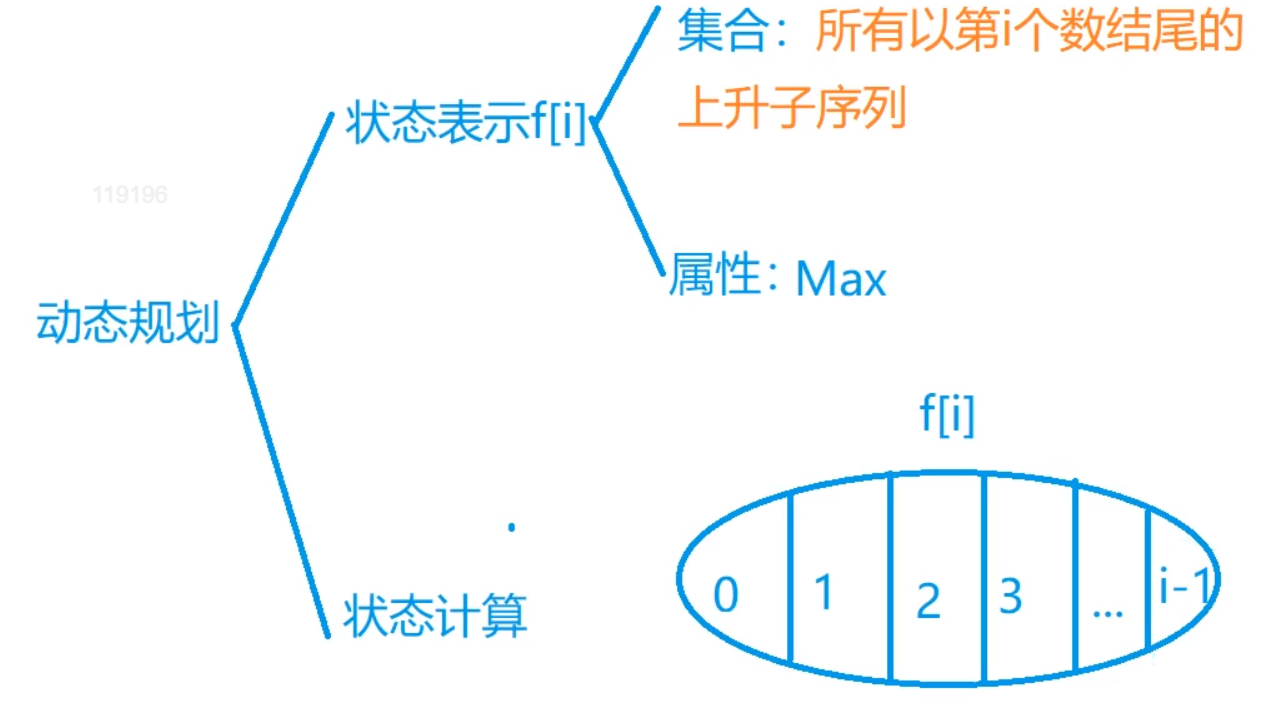 集合：所有以第i个数结尾的
上升子序列
状态表示f[i]
119196
属性：Max
动态规划
f[i]
0 1 2 3 ... i-1
状态计算